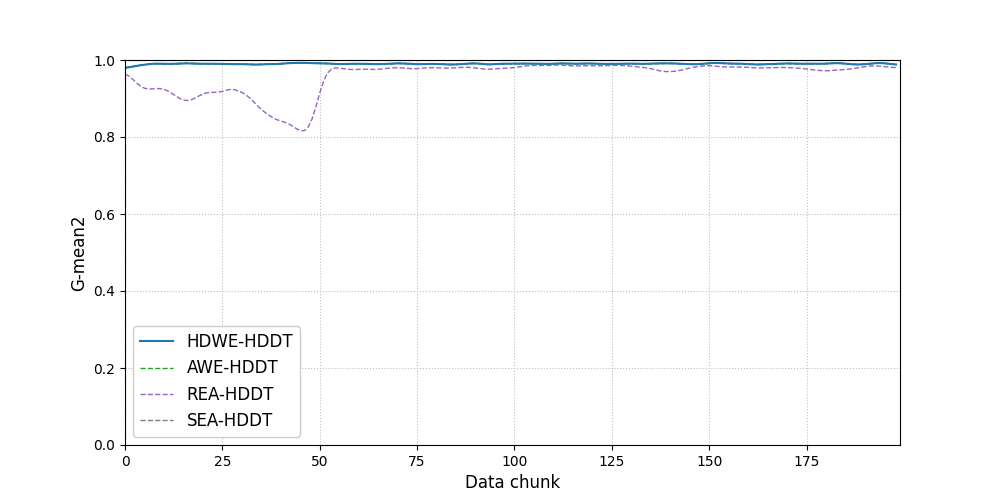 1.0
0.8
0.6
0.4
0.2
0.0
G-mean2
HDWE-HDDT
AWE-HDDT
REA-HDDT
SEA-HDDT
0 25 50 75 100 125 150 175
Data chunk